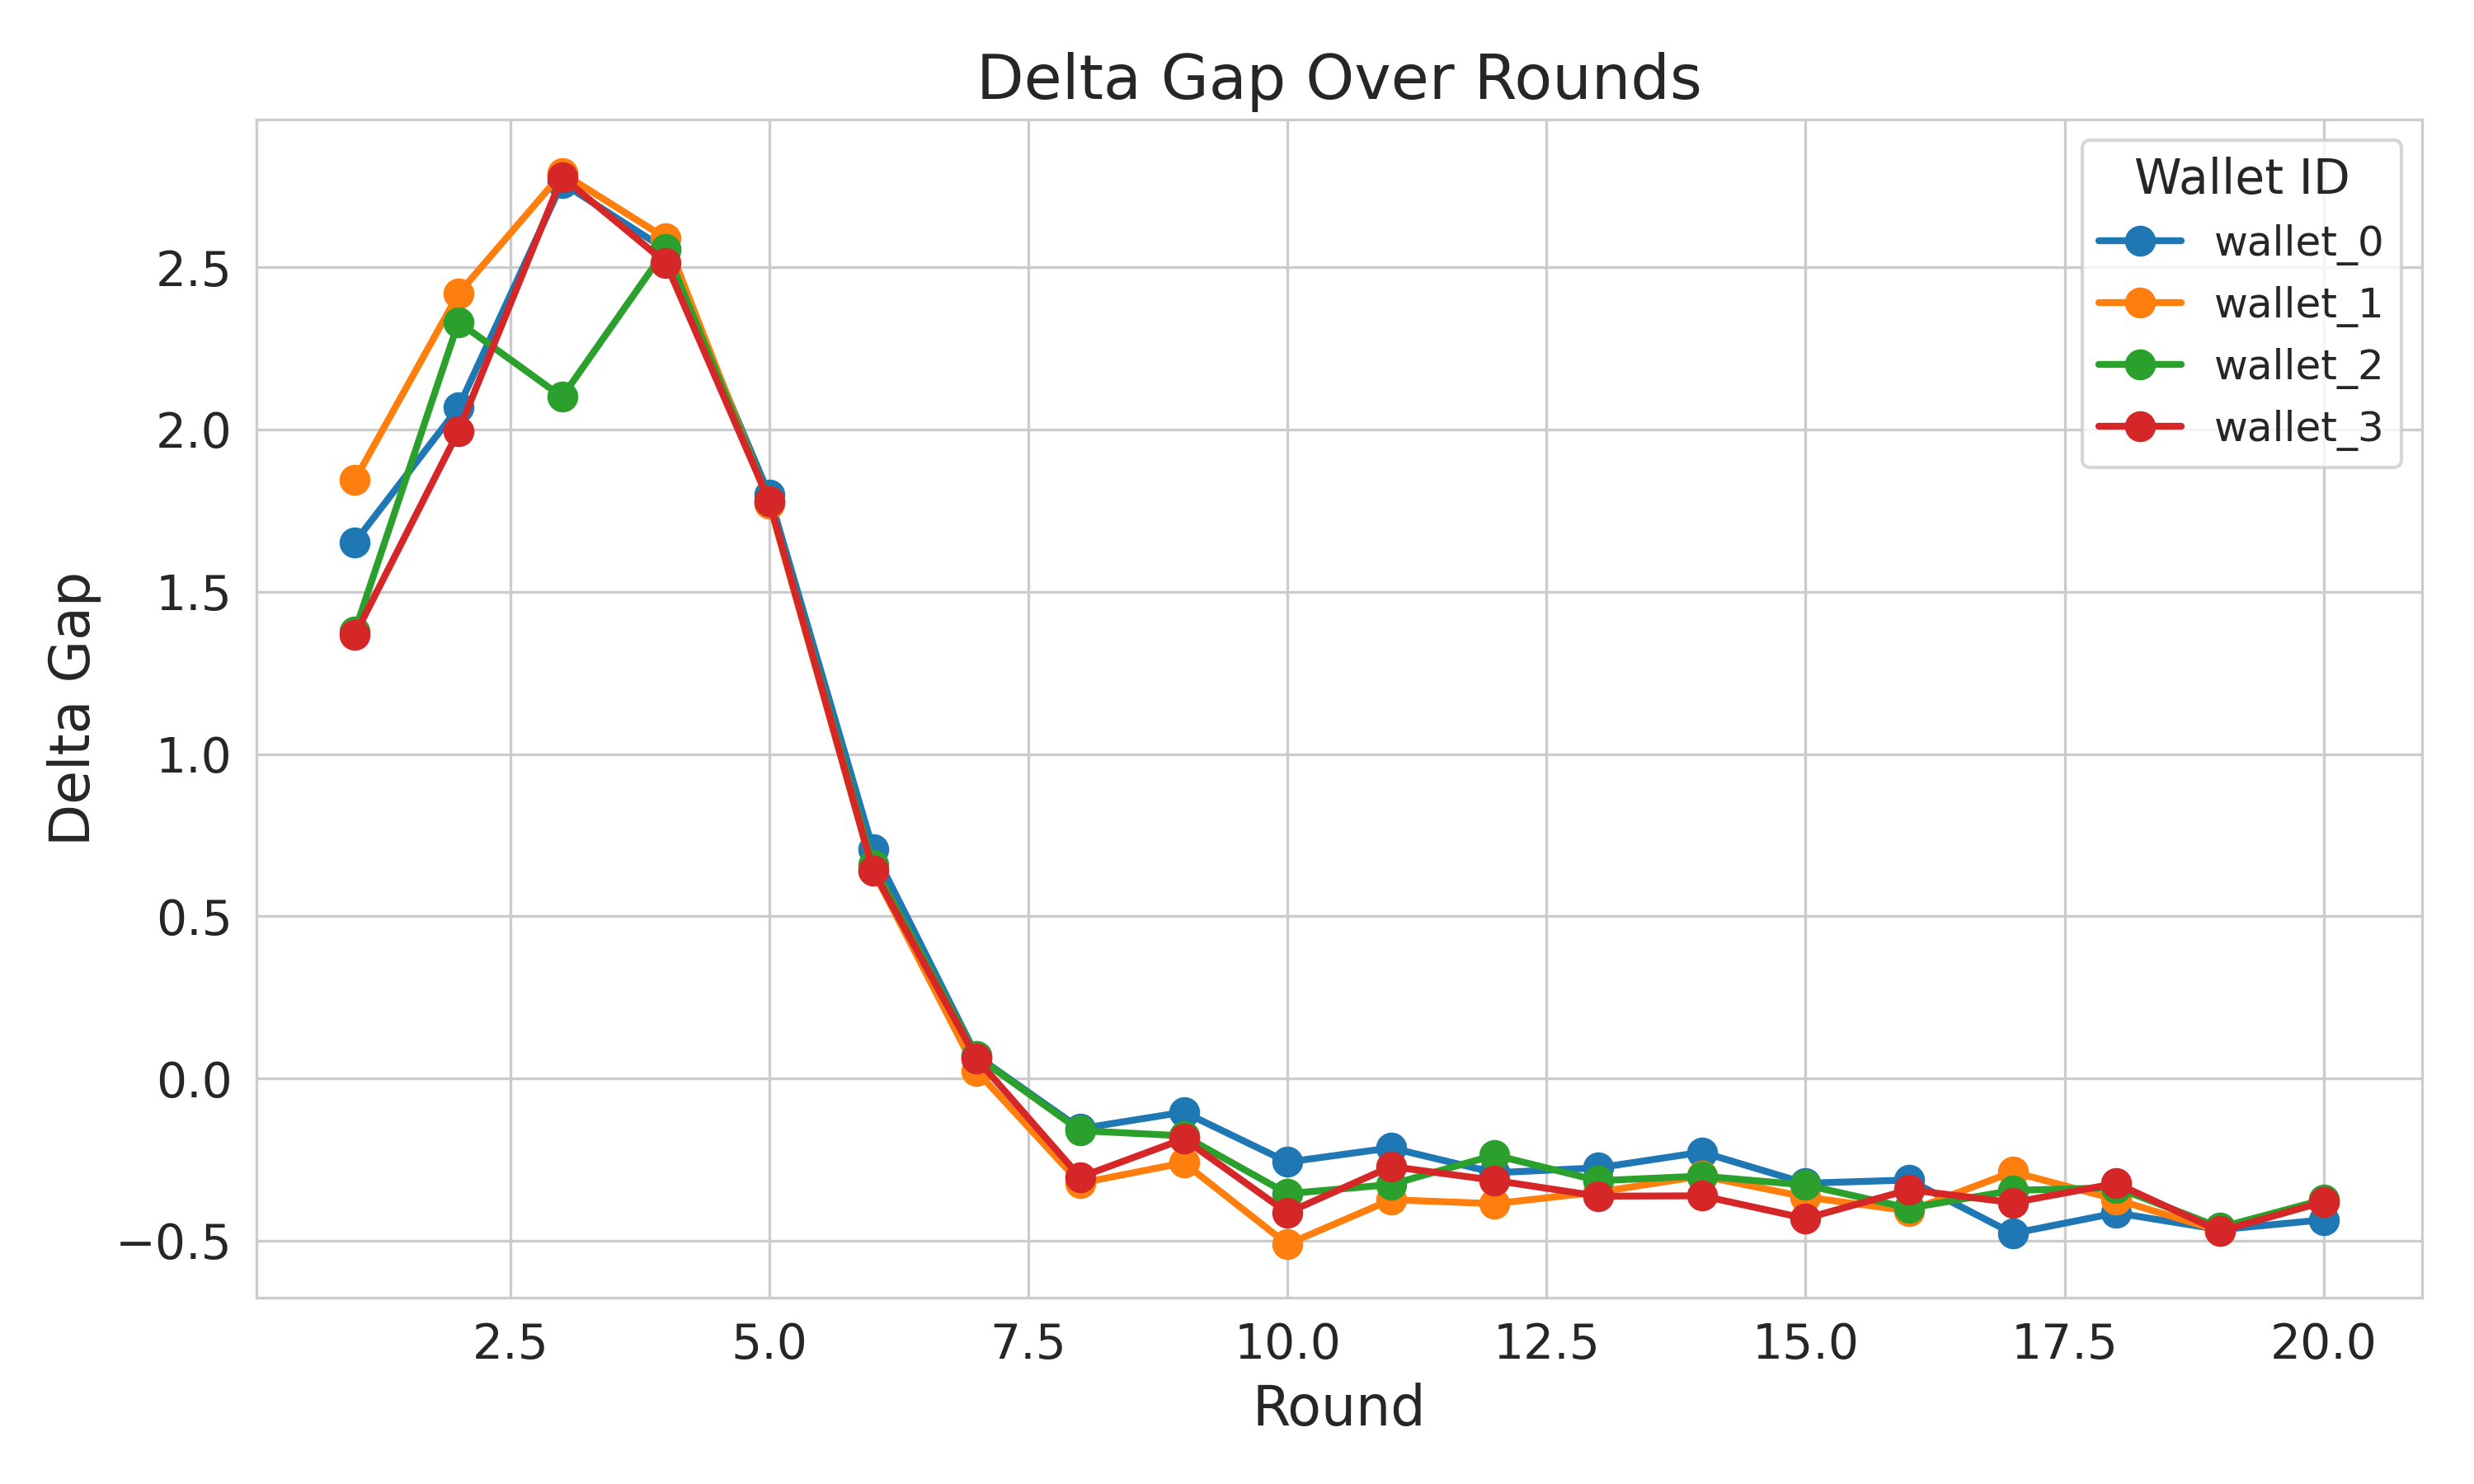 Delta Gap Over Rounds
Wallet ID
wallet_0
wallet_1
wallet_2
wallet_3
Delta Gap
2.5
2.0
1.5
1.0
0.5
0.0
−0.5
2.5 5.0 7.5 10.0 12.5 15.0 17.5 20.0
Round